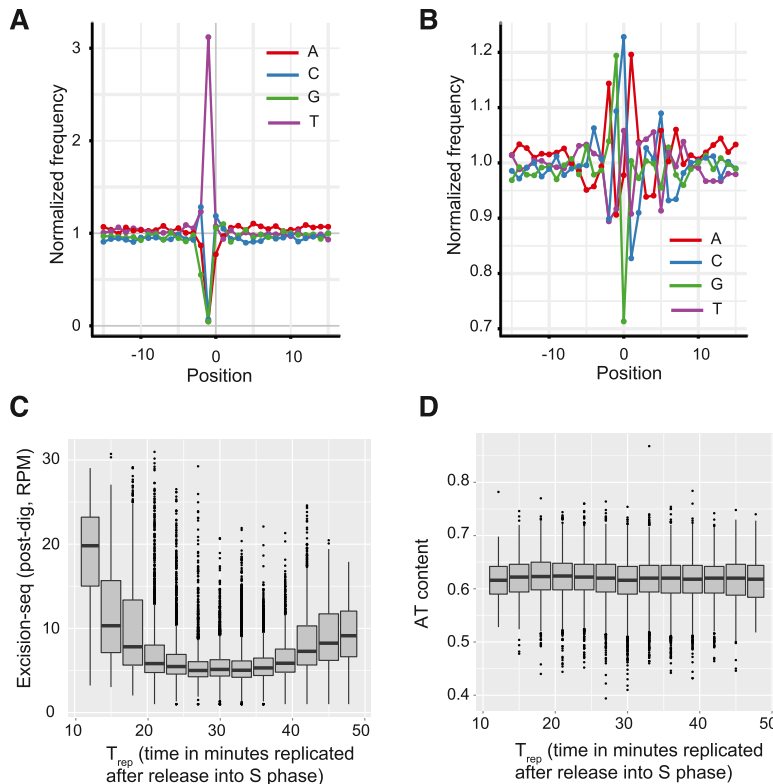 A
Normalized frequency
3
2
1
0
A
C
G
T
-10
0
10
Position
B
Normalized frequency
1.2
1.1
1.0
0.9
0.8
0.7
A
C
G
T
-10
0
10
Position
C
Excision-seq (post-dig, RPM)
30
20
10
0
10
20
30
40
50
Trep (time in minutes replicated
after release into S phase)
D
AT content
0.8
0.7
0.6
0.5
0.4
10
20
30
40
50
Trep (time in minutes replicated
after release into S phase)